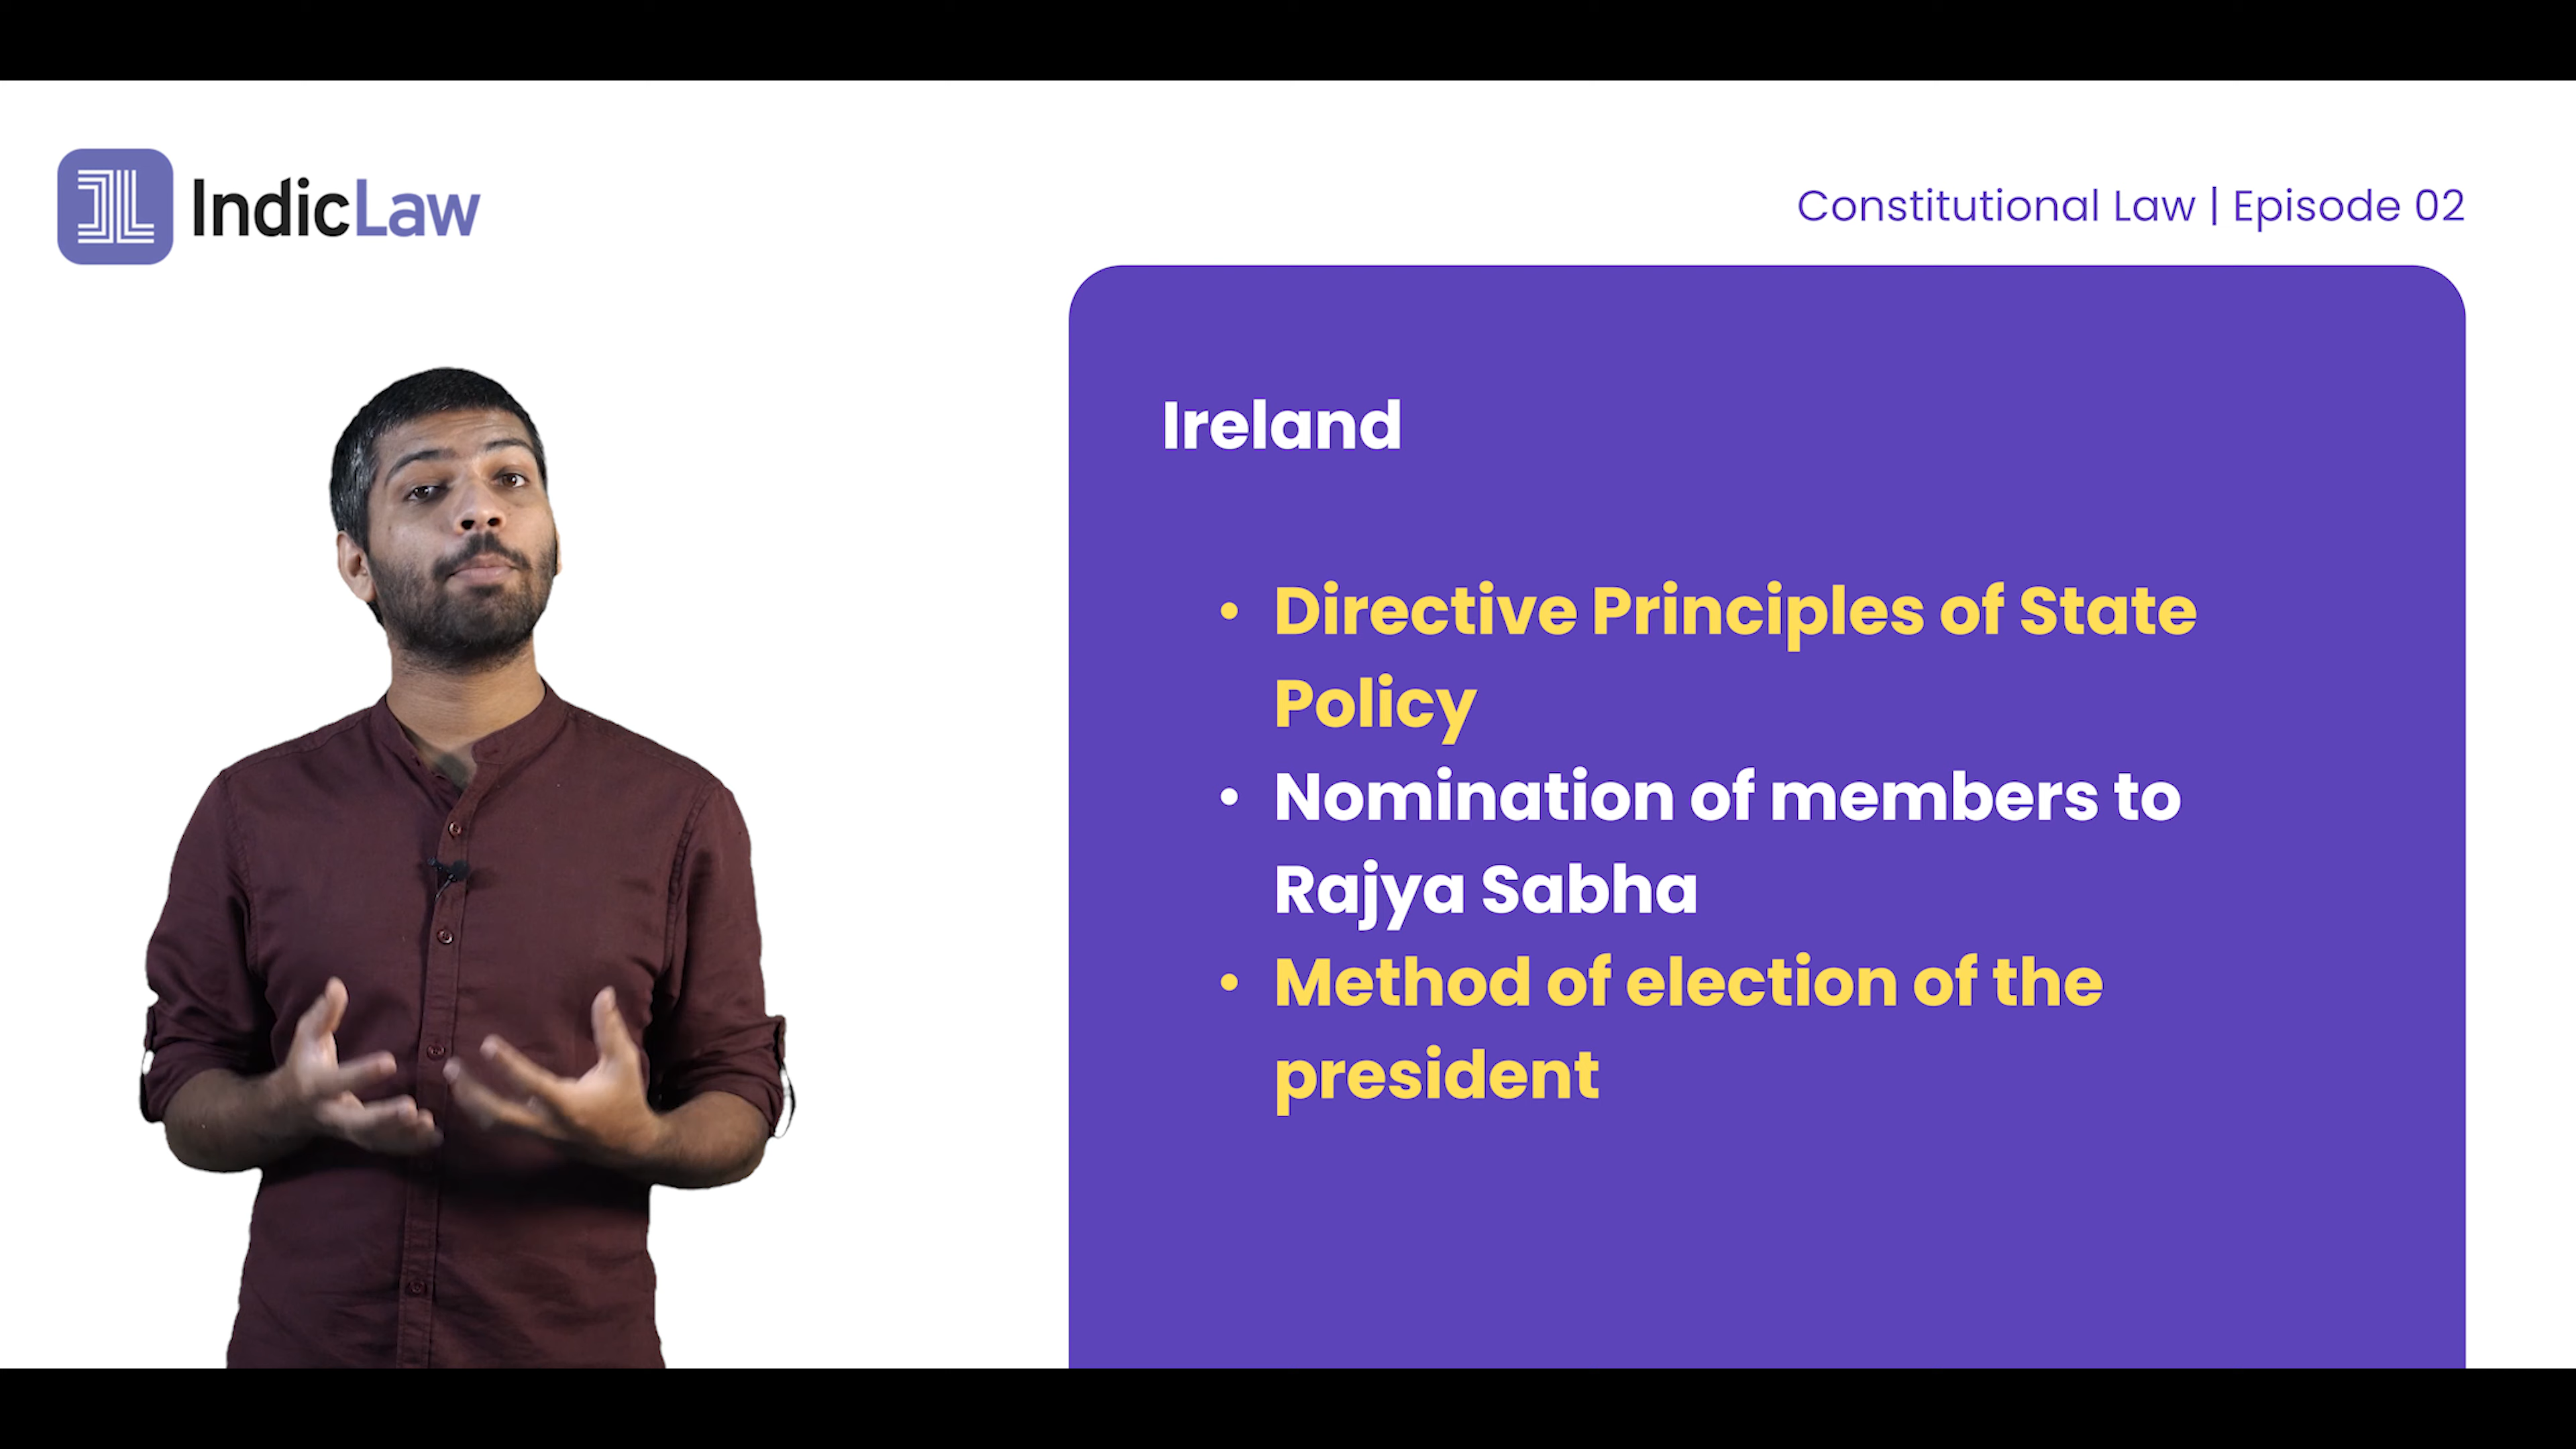 IndicLaw
Constitutional Law | Episode 02
Ireland
• Directive Principles of State
Policy
• Nomination of members to
Rajya Sabha
• Method of election of the
president